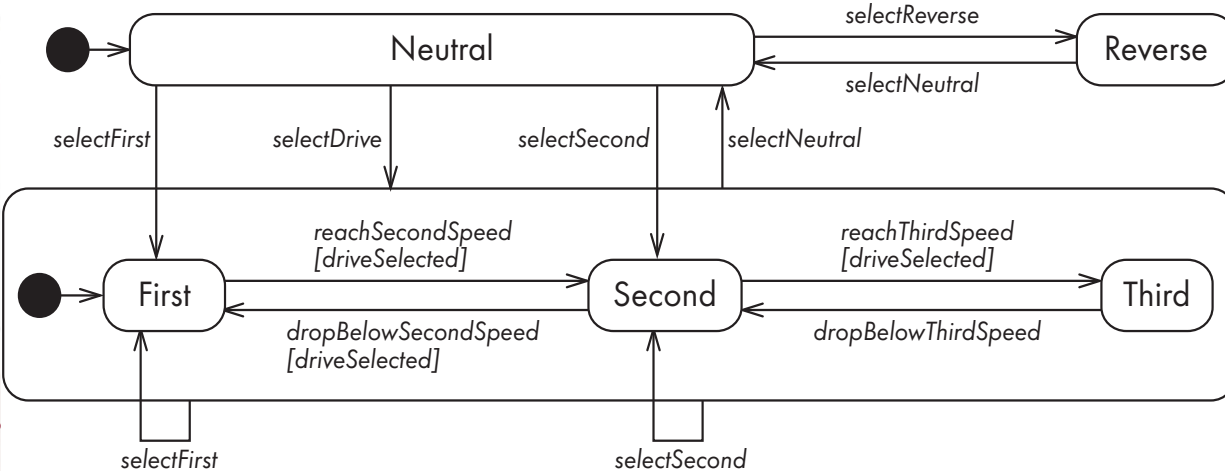 selectReverse
Neutral
Reverse
selectNeutral
selectFirst
selectDrive
selectSecond
selectNeutral
reachSecondSpeed
[driveSelected]
reachThirdSpeed
[driveSelected]
First
Second
Third
dropBelowSecondSpeed
[driveSelected]
dropBelowThirdSpeed
selectFirst
selectSecond